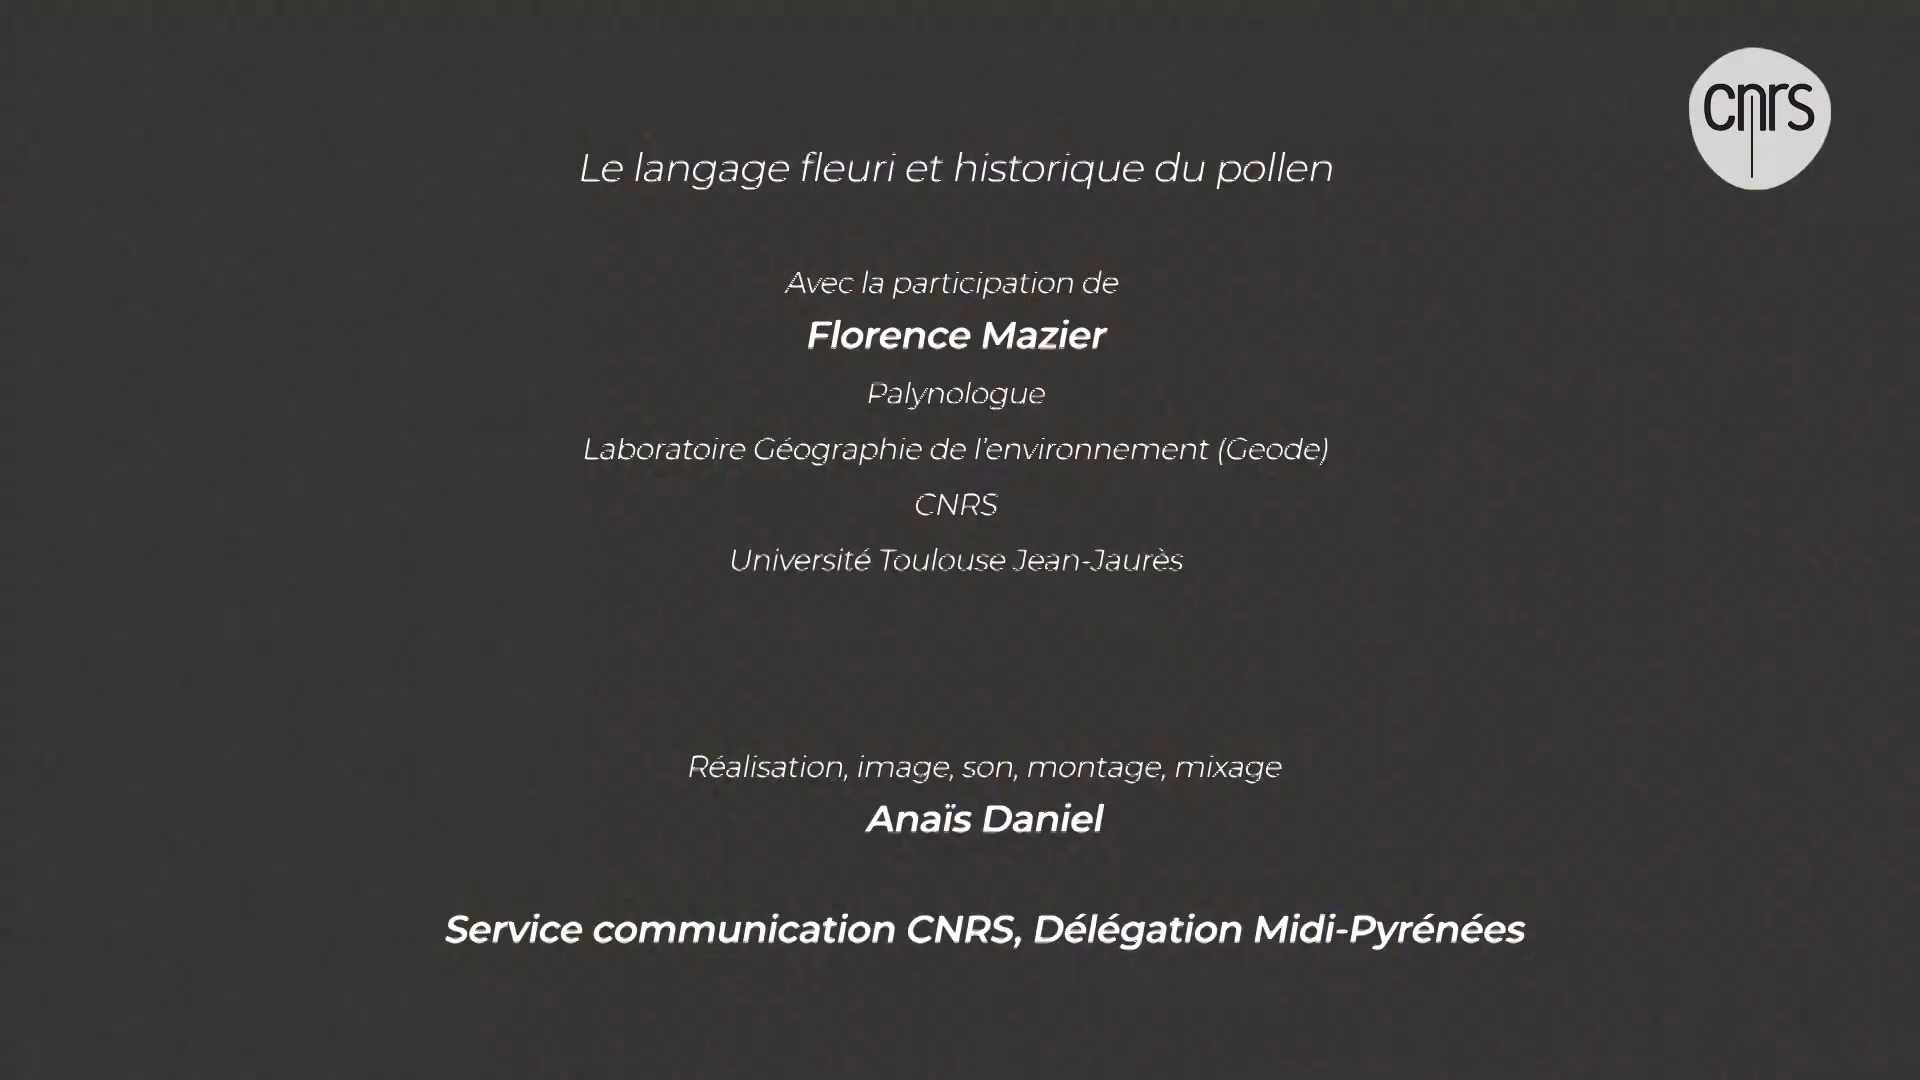 cnrs
Le langage fleuri et historique du pollen
Avec la participation de
Florence Mazier
Palynologue
Laboratoire Géographie de l'environnement (Geode)
CNRS
Université Toulouse Jean-Jaurès
Réalisation, image, son, montage, mixage
Anaïs Daniel
Service communication CNRS, Délégation Midi-Pyrénées